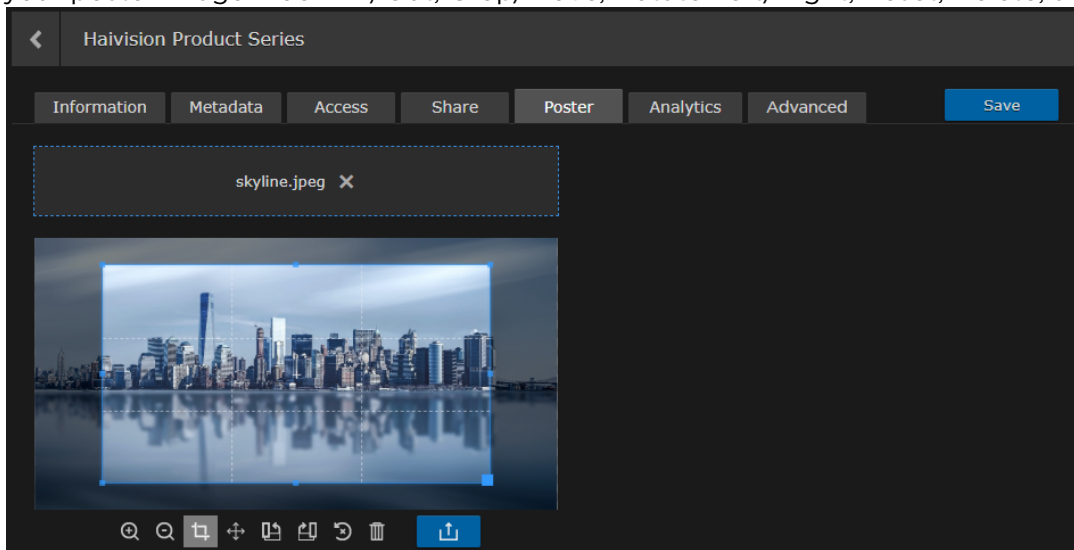 Haivision Product Series
Information Metadata Access Share Poster Analytics Advanced Save
skyline.jpeg